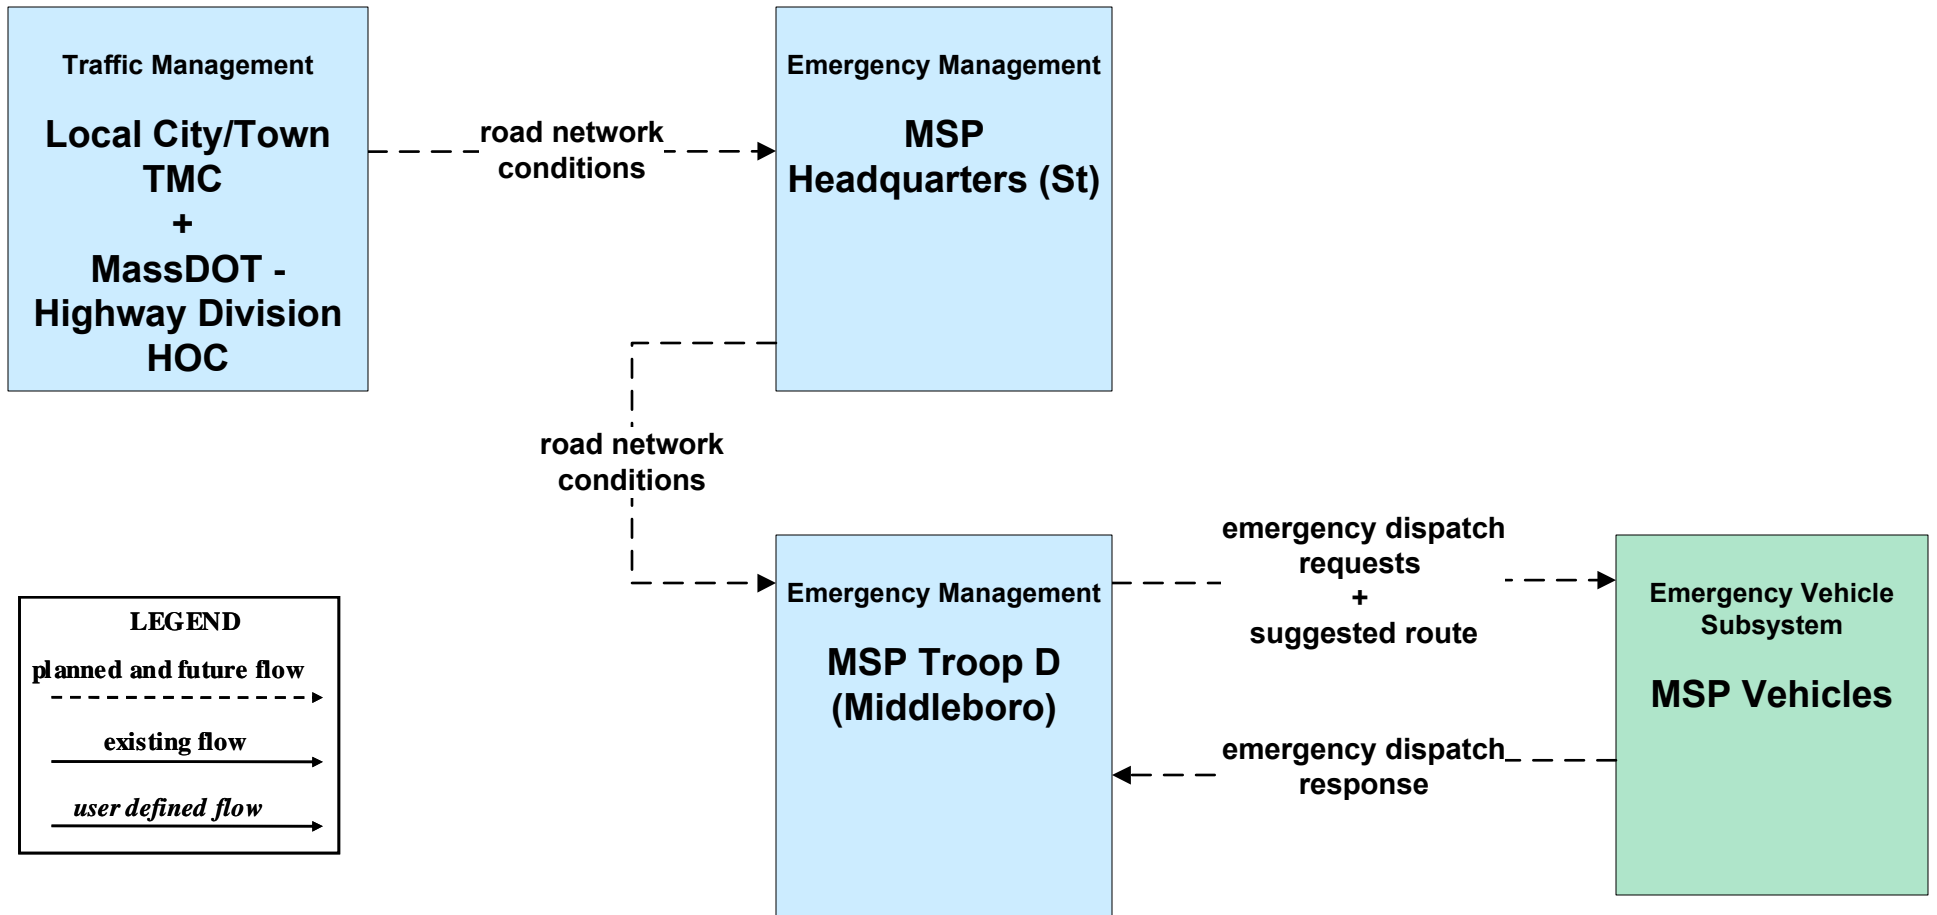 Traffic Management
Local City/Town
TMC
+
MassDOT -
Highway Division
HOC
road network
conditions
Emergency Management
MSP
Headquarters (St)
road network
conditions
Emergency Management
MSP Troop D
(Middleboro)
emergency dispatch
requests
+
suggested route
emergency dispatch
response
Emergency Vehicle
Subsystem
MSP Vehicles
LEGEND
planned and future flow
existing flow
user defined flow